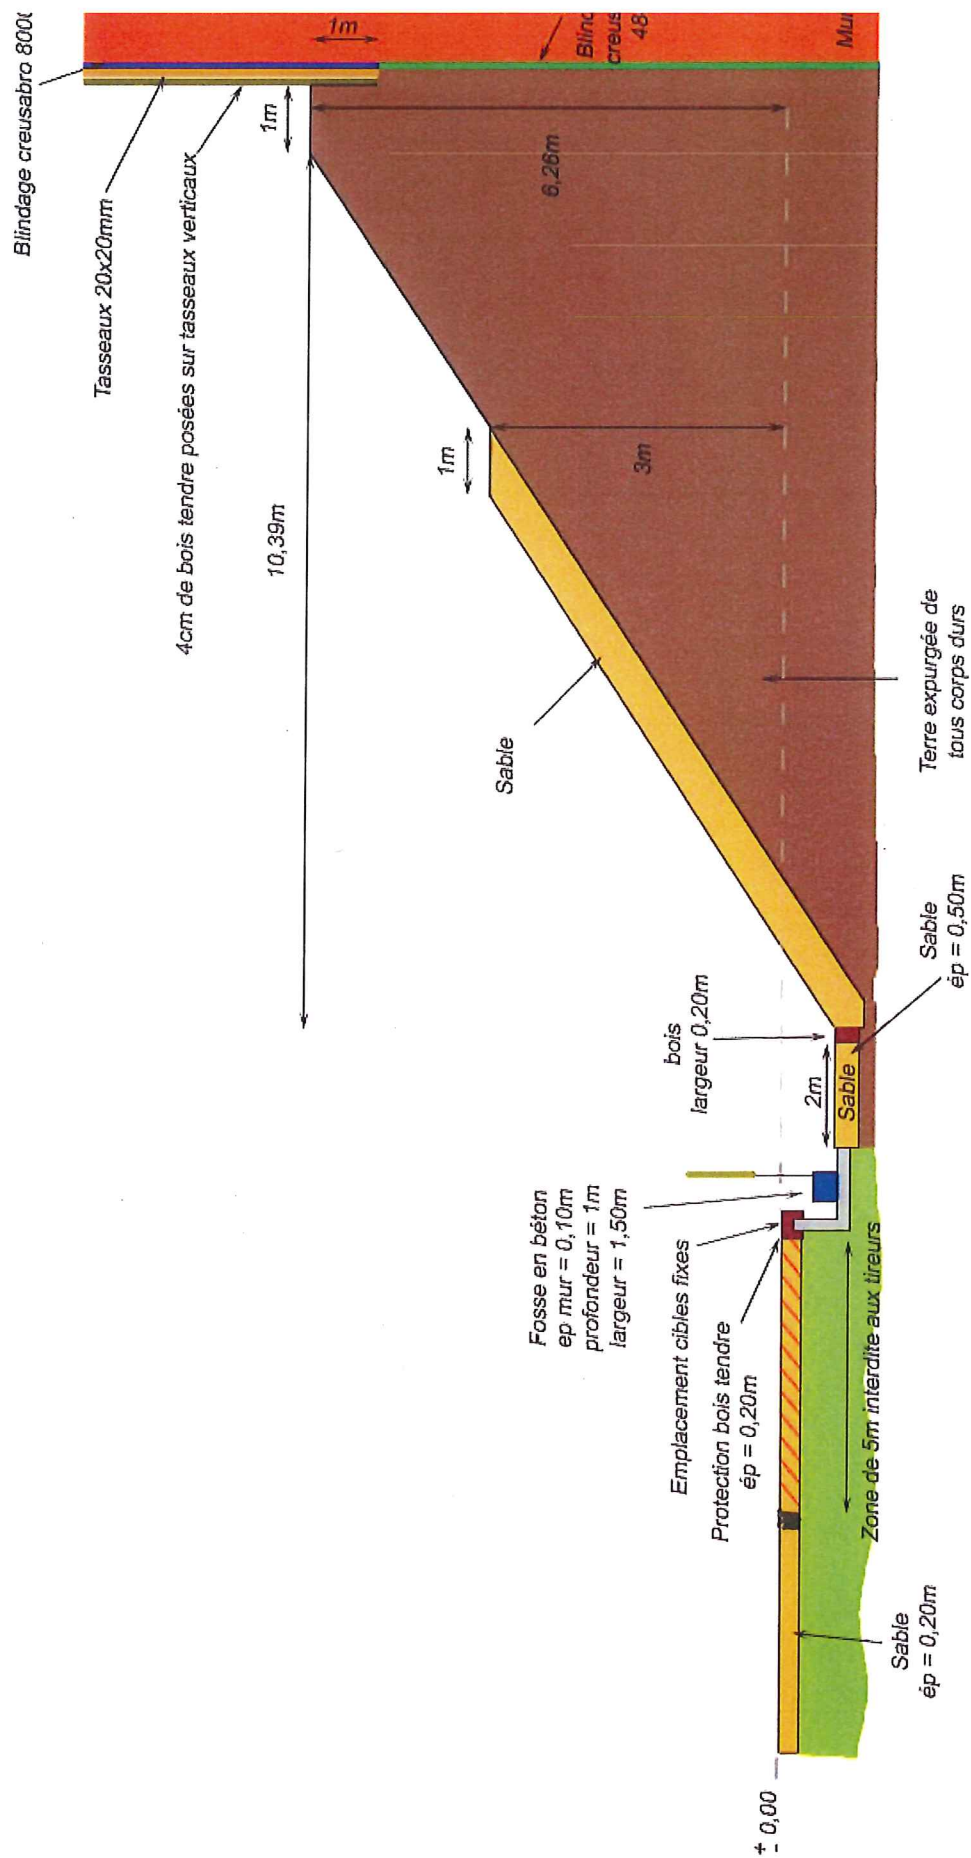 Blindage creusabro
Tasseaux 20x20mm
4cm de bois tendre posées sur tasseaux verticaux
1m
1m
10,39m
6,26m
1m
3m
Sable
Terre expurgée de
tous corps durs
Sable
ép = 0,50m
bois
largeur 0,20m
2m
Sable
Fosse en béton
ep mur = 0,10m
profondeur = 1m
largeur = 1,50m
Emplacement cibles fixes
Protection bois tendre
ép = 0,20m
Zone de 5m interdite aux tireurs
Sable
ép = 0,20m
± 0,00